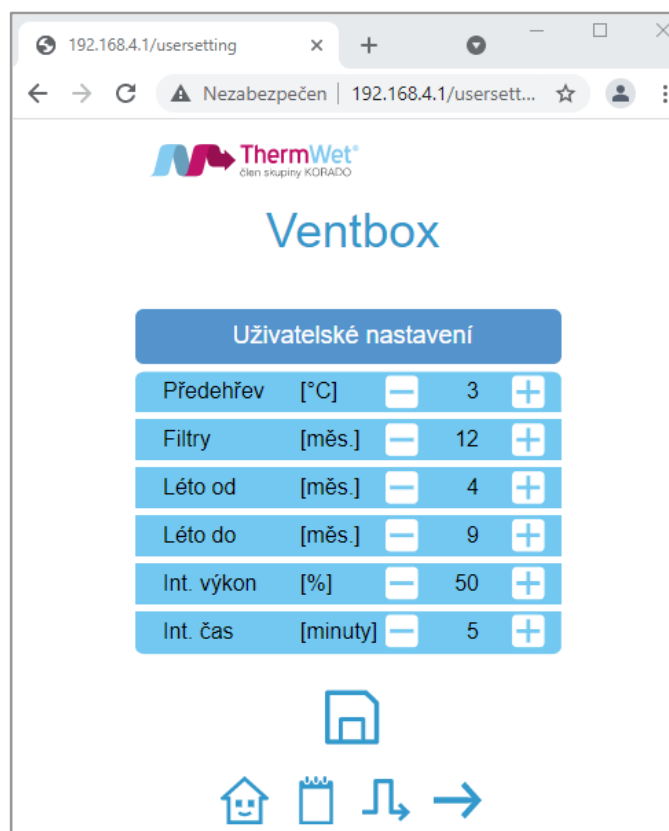 192.168.4.1/usersetting
Nezabezpečen 192.168.4.1/usersett...
ThermWet®
člen skupiny KORADO
Ventbox
Uživatelské nastavení
Předehřev [°C] 3
Filtry [měs.] 12
Léto od [měs.] 4
Léto do [měs.] 9
Int. výkon [%] 50
Int. čas [minuty] 5